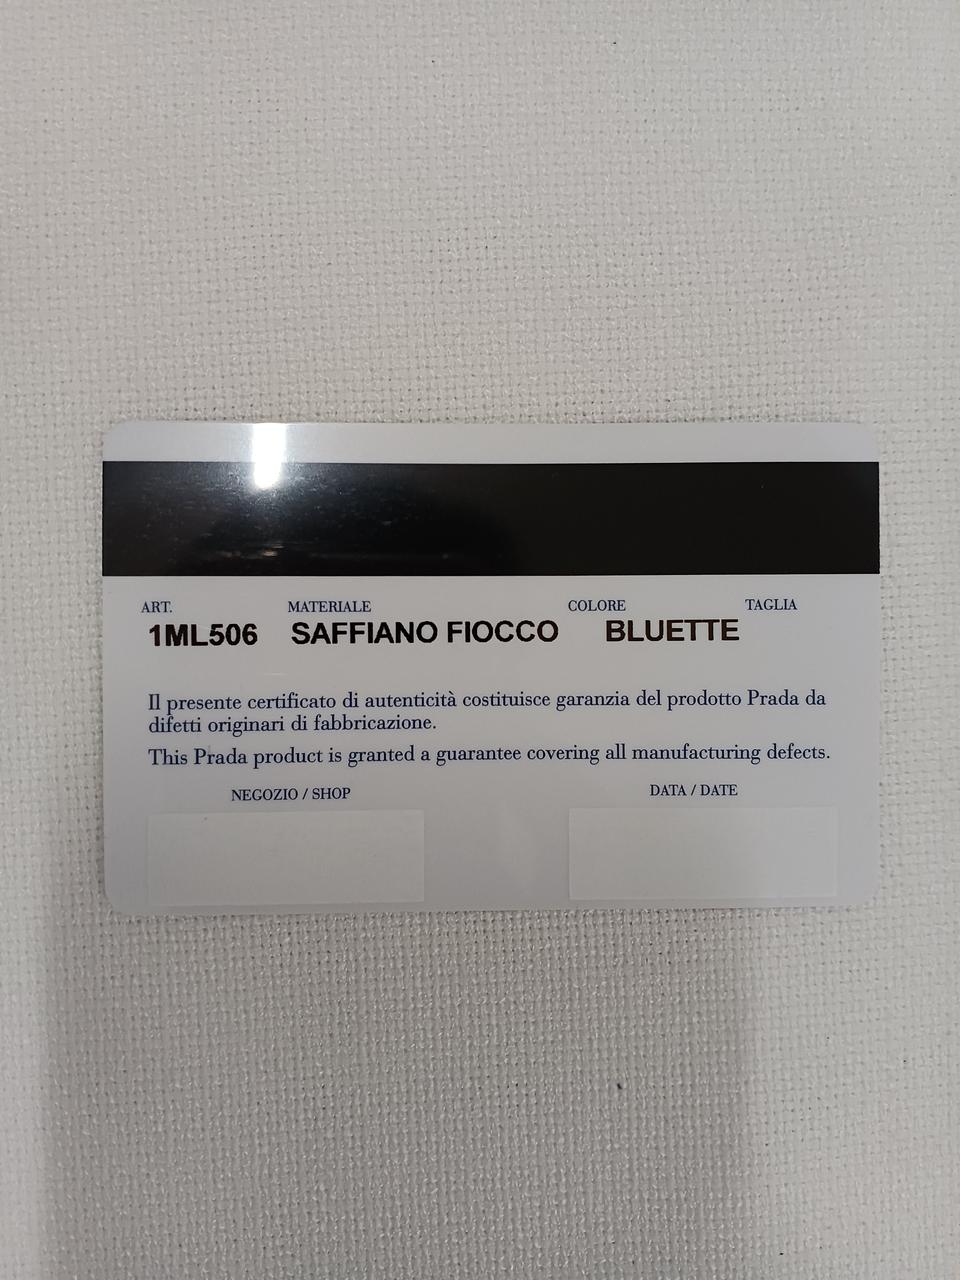 ART. MATERIALE COLORE TAGLIA
1ML506 SAFFIANO FIOCCO BLUETTE
Il presente certificato di autenticità costituisce garanzia del prodotto Prada da
difetti originari di fabbricazione.
This Prada product is granted a guarantee covering all manufacturing defects.
NEGOZIO / SHOP DATA / DATE